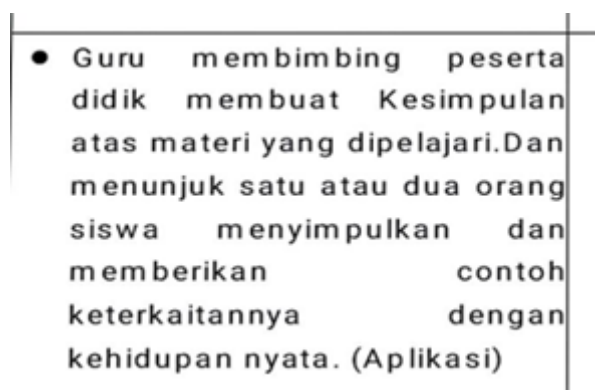 ● Guru membimbing peserta
didik membuat Kesimpulan
atas materi yang dipelajari.Dan
menunjuk satu atau dua orang
siswa menyimpulkan dan
memberikan contoh
keterkaitannya dengan
kehidupan nyata. (Aplikasi)